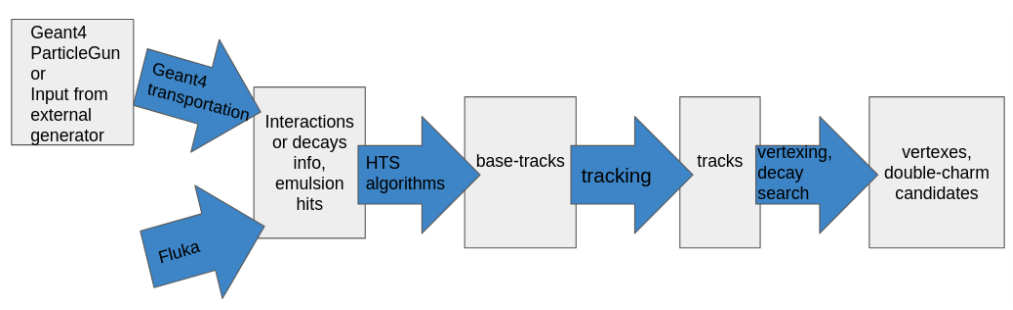 Geant4
ParticleGun
or
Input from
external
generator
Geant4
transportation
Fluka
Interactions
or decays
info,
emulsion
hits
HTS
algorithms
base-tracks
tracking
tracks
vertexing,
decay
search
vertexes,
double-charm
candidates